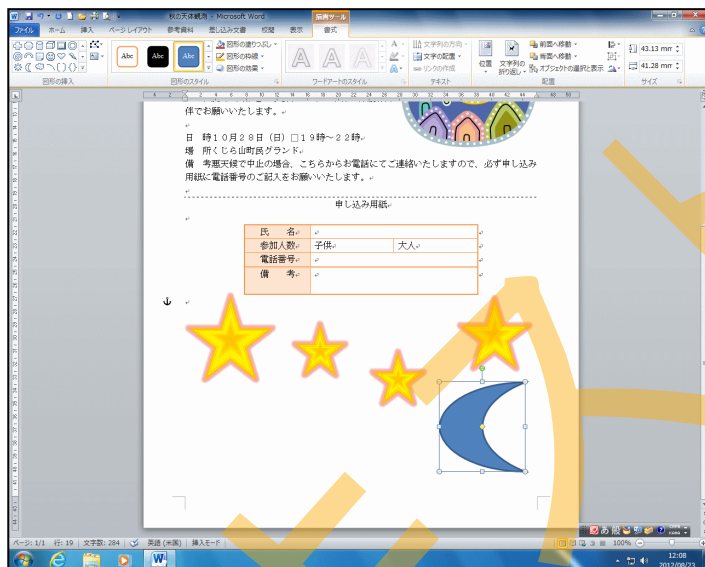 秋の天体観測 - Microsoft Word
描画ツール
ファイル ホーム 挿入 ページ レイアウト 参考資料 差し込み文書 校閲 表示 書式
Abc Abc Abc
図形の塗りつぶし
図形の枠線
図形の効果
文字列の方向
文字の配置
リンクの作成
位置
文字列の折り返し
前面へ移動
背面へ移動
オブジェクトの選択と表示
43.13 mm
41.28 mm
図形の挿入 図形のスタイル ワードアートのスタイル テキスト 配置 サイズ
伴でお願いいたします。
日 時１０月２８日（日）□１９時～２２時
場 所くじら山町民グランド
備 考悪天候で中止の場合、こちらからお電話にてご連絡いたしますので、必ず申し込み
用紙に電話番号のご記入をお願いいたします。
申し込み用紙
氏 名
参加人数 子供 大人
電話番号
備 考
ページ: 1/1 行: 19 文字数: 284 英語 (米国) 挿入モード 100%
あ 般
12:08
2012/08/23